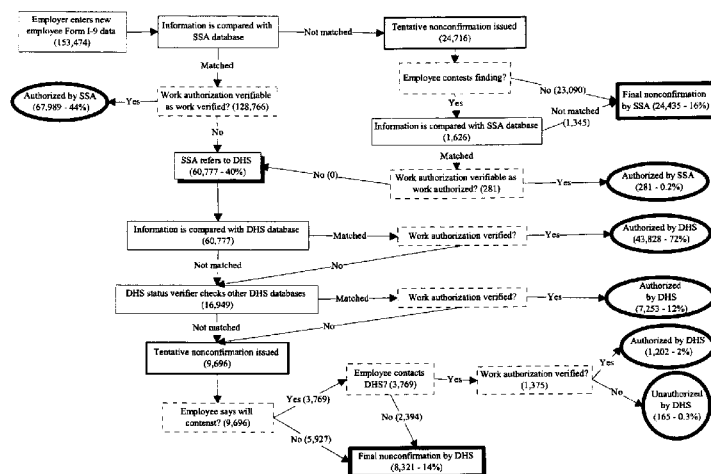 Employer enters new
employee Form I-9 data
(153,474)
Information is compared with
SSA database
Not matched
Tentative nonconfirmation issued
(24,716)
Matched
Employee contests finding?
No (23,090)
Final nonconfirmation
by SSA (24,435 - 16%)
Authorized by SSA
(67,989 - 44%)
Yes
Work authorization verifiable
as work verified? (128,766)
Yes
Not matched
(1,345)
Information is compared with SSA database
(1,626)
No
Matched
SSA refers to DHS
(60,777 - 40%)
No (0)
Work authorization verifiable as
work authorized? (281)
Yes
Authorized by SSA
(281 - 0.2%)
Information is compared with DHS database
(60,777)
Matched
Work authorization verified?
Yes
Authorized by DHS
(43,828 - 72%)
Not matched
No
DHS status verifier checks other DHS databases
(16,949)
Matched
Work authorization verified?
Yes
Authorized
by DHS
(7,253 - 12%)
Not matched
No
Tentative nonconfirmation issued
(9,696)
Employee contacts
DHS? (3,769)
Yes
Work authorization verified?
(1,375)
Yes
Authorized by DHS
(1,202 - 2%)
Yes (3,769)
No
Employee says will
contenst? (9,696)
No (2,394)
Unauthorized
by DHS
(165 - 0.3%)
No (5,927)
Final nonconfirmation by DHS
(8,321 - 14%)